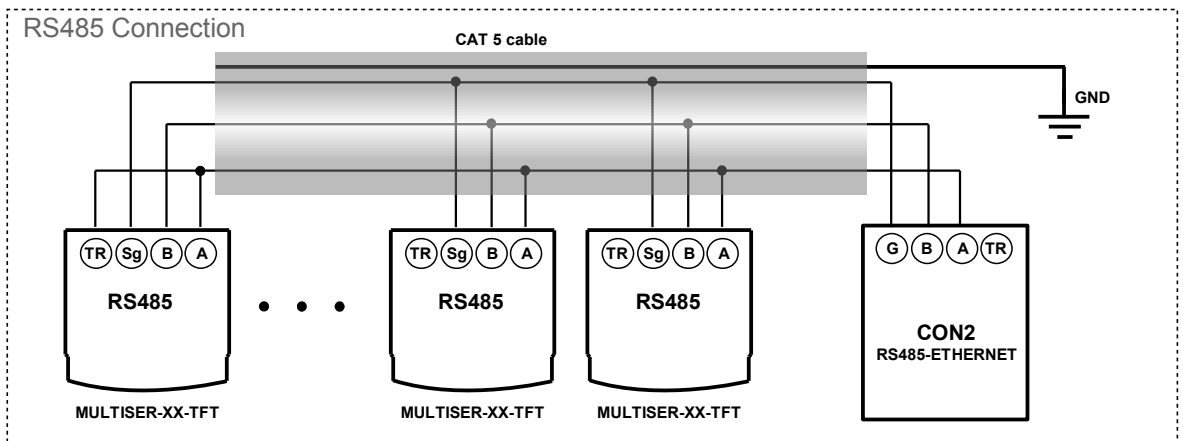 RS485 Connection
CAT 5 cable
GND
TR Sg B A
TR Sg B A
TR Sg B A
G B A TR
RS485
RS485
RS485
CON2
RS485-ETHERNET
MULTISER-XX-TFT
MULTISER-XX-TFT
MULTISER-XX-TFT